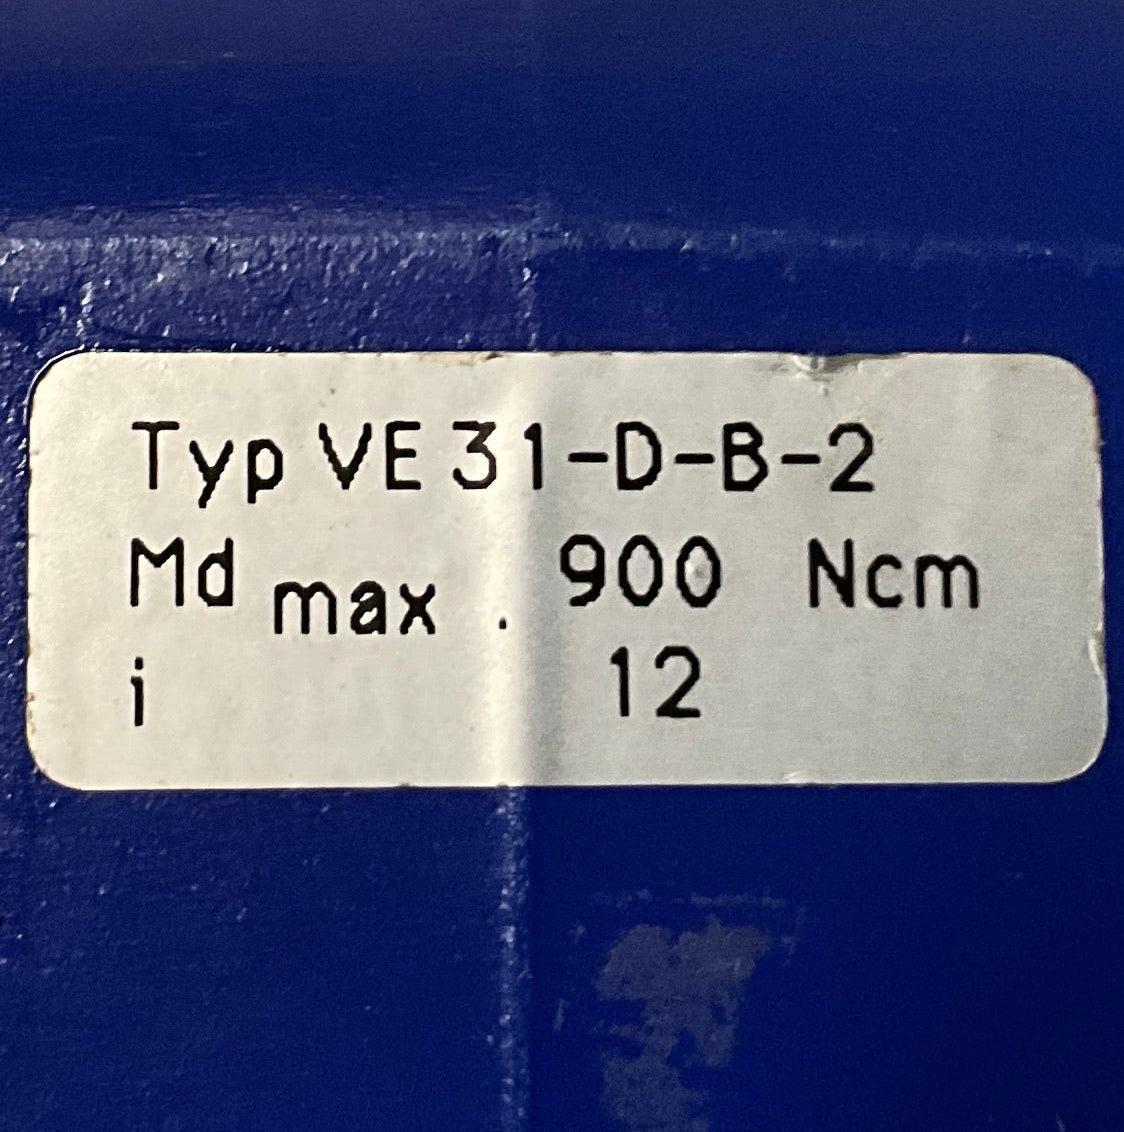 Typ VE 31-D-B-2
Md max. 900 Ncm
i 12